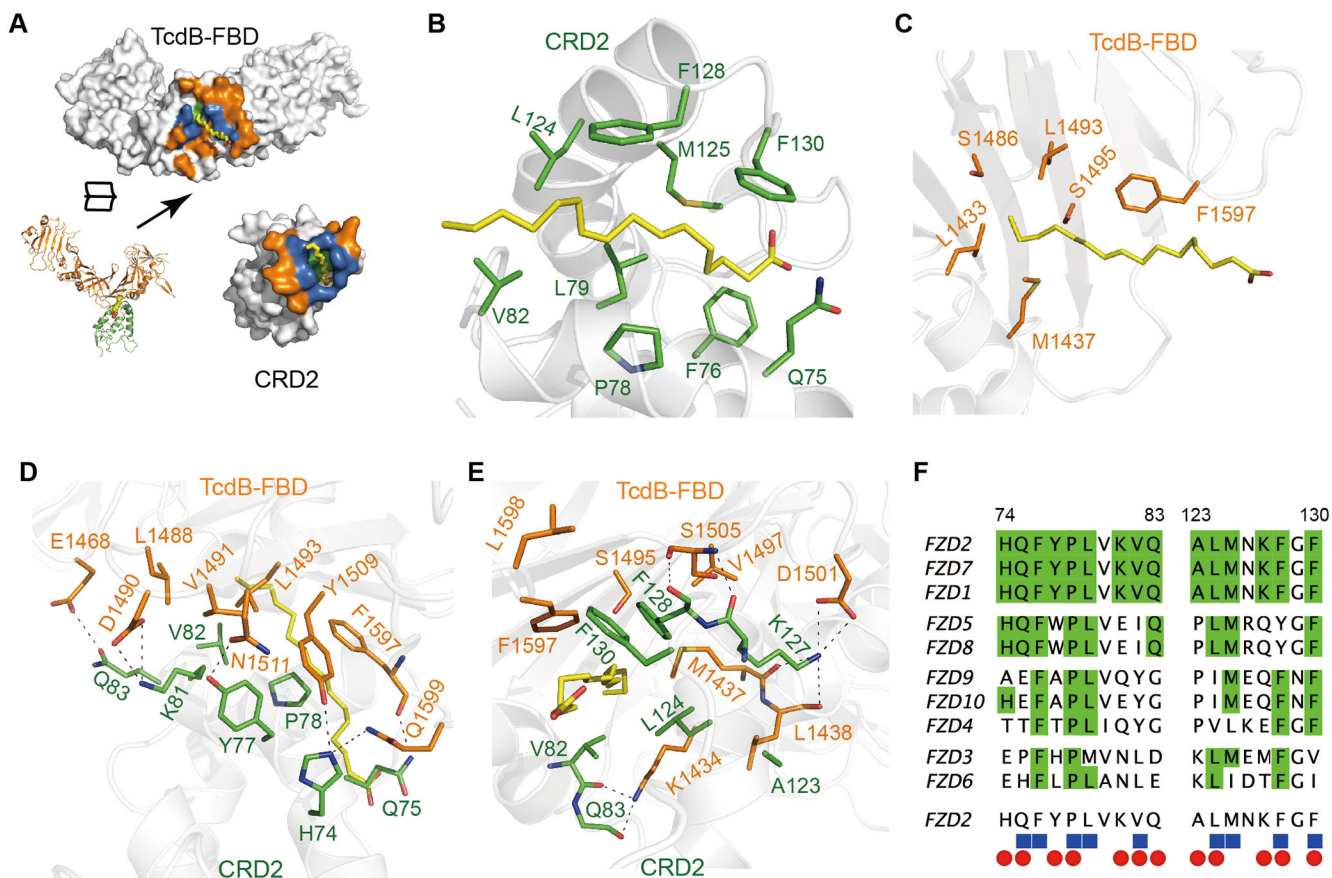 A
TcdB-FBD
CRD2
B
CRD2
F128
L124
M125
F130
L79
V82
P78
F76
Q75
C
TcdB-FBD
S1486
L1493
S1495
F1597
L1433
M1437
D
TcdB-FBD
E1468
L1488
V1491
L1493
Y1509
D1490
F1597
V82
N1511
Q83
K81
P78
Q1599
Y77
Q75
H74
CRD2
E
TcdB-FBD
L1598
S1505
S1495
V1497
D1501
F128
F1597
F130
K127
M1437
L124
L1438
V82
K1434
A123
Q83
CRD2
F
74 83 123 130
FZD2 HQFYPLVKVQ ALMNKFGF
FZD7 HQFYPLVKVQ ALMNKFGF
FZD1 HQFYPLVKVQ ALMNKFGF
FZD5 HQFWPLVEIQ PLMRQYGF
FZD8 HQFWPLVEIQ PLMRQYGF
FZD9 AEFAPLVQYG PIMEQFNF
FZD10 HEFAPLVQYG PIMEQFNF
FZD4 TTFTPLIQYG PVLKEFGF
FZD3 EPFHPMVNLD KLMEMFGV
FZD6 EHFLPLANLE KLIDTFGI
FZD2 HQFYPLVKVQ ALMNKFGF